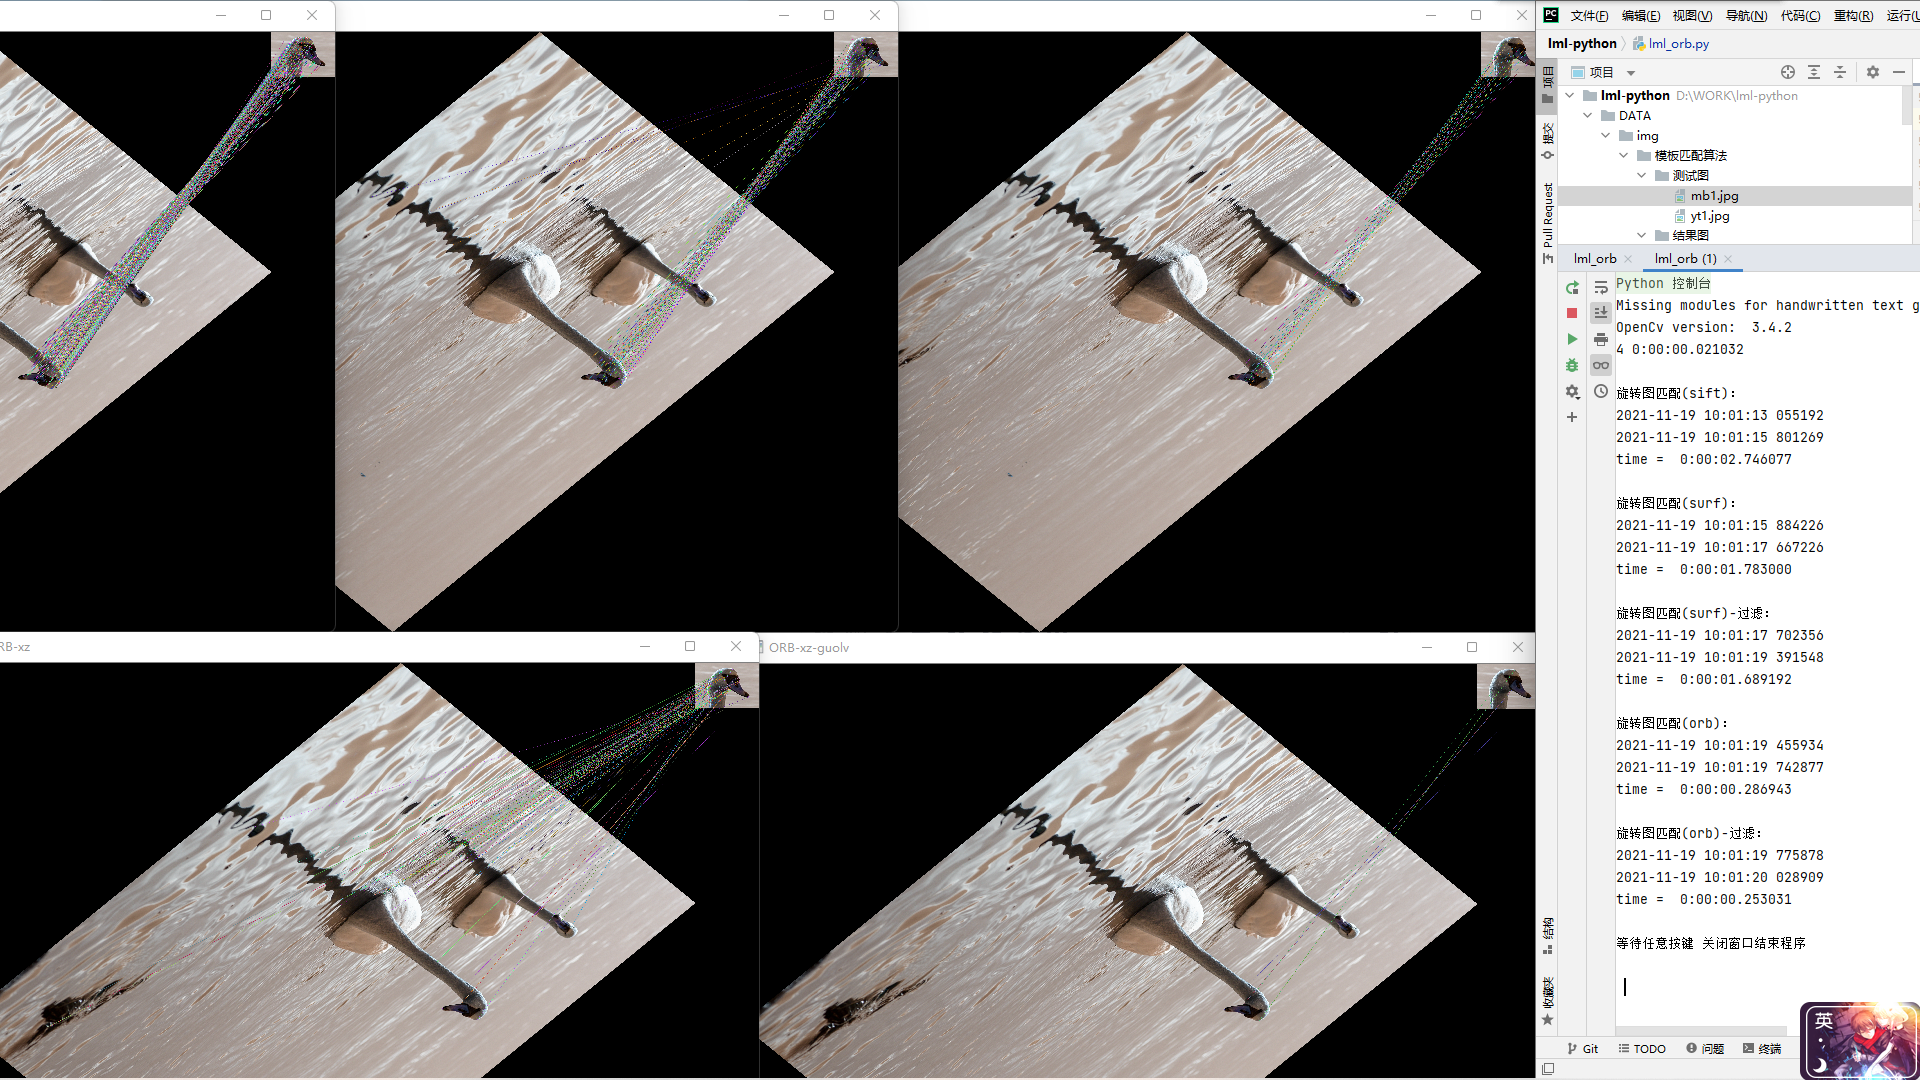 文件(F) 编辑(E) 视图(V) 导航(N) 代码(C) 重构(R) 运行(U
lml-python lml_orb.py
项目
项目
lml-python D:\WORK\lml-python
DATA
img
模板匹配算法
测试图
mb1.jpg
yt1.jpg
结果图
提交
Pull Request
lml_orb
lml_orb (1)
Python 控制台
Missing modules for handwritten text g
OpenCv version:  3.4.2
4 0:00:00.021032
旋转图匹配(sift):
2021-11-19 10:01:13 055192
2021-11-19 10:01:15 801269
time =  0:00:02.746077
旋转图匹配(surf):
2021-11-19 10:01:15 884226
2021-11-19 10:01:17 667226
time =  0:00:01.783000
旋转图匹配(surf)-过滤:
2021-11-19 10:01:17 702356
2021-11-19 10:01:19 391548
time =  0:00:01.689192
旋转图匹配(orb):
2021-11-19 10:01:19 455934
2021-11-19 10:01:19 742877
time =  0:00:00.286943
旋转图匹配(orb)-过滤:
2021-11-19 10:01:19 775878
2021-11-19 10:01:20 028909
time =  0:00:00.253031
等待任意按键 关闭窗口结束程序
RB-xz
ORB-xz-guolv
结构
收藏夹
Git TODO 问题 终端
英